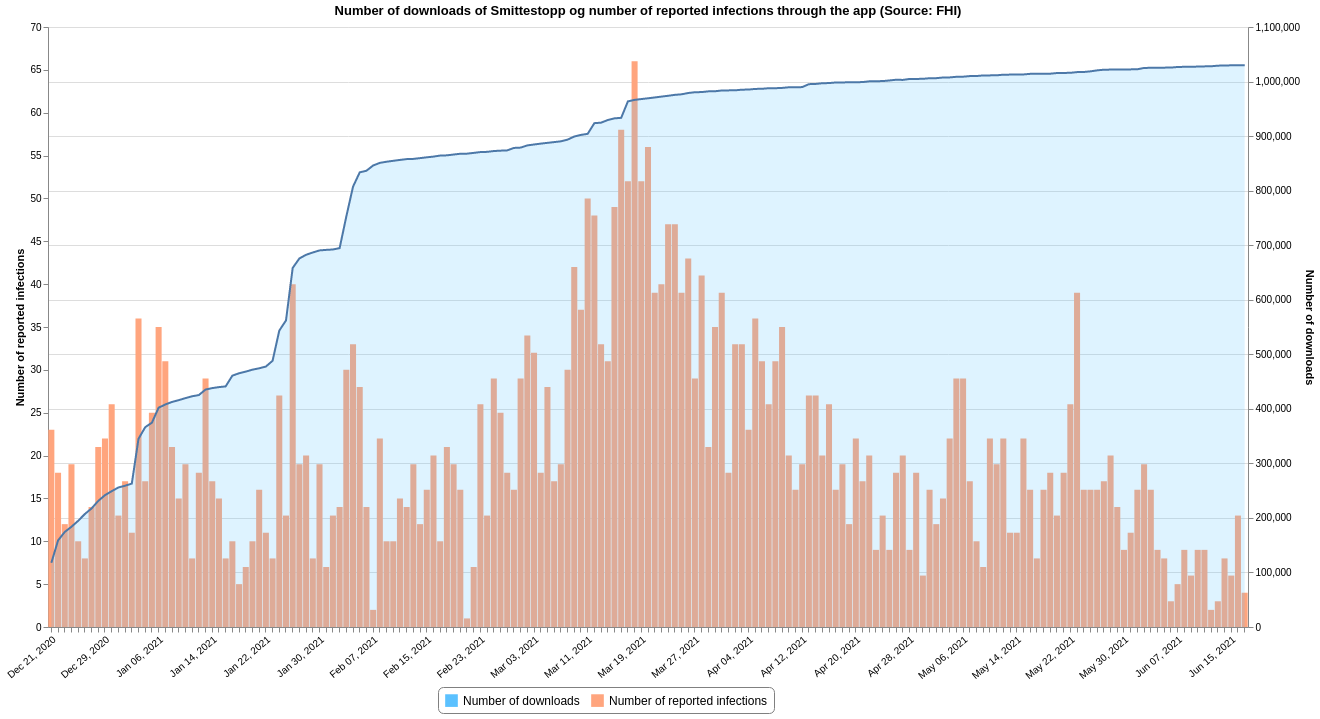 Number of downloads of Smittestopp og number of reported infections through the app (Source: FHI)
70
65
60
55
50
45
40
35
30
25
20
15
10
5
0
Number of reported infections
1,100,000
1,000,000
900,000
800,000
700,000
600,000
500,000
400,000
300,000
200,000
100,000
0
Number of downloads
Dec 21, 2020
Dec 29, 2020
Jan 06, 2021
Jan 14, 2021
Jan 22, 2021
Jan 30, 2021
Feb 07, 2021
Feb 15, 2021
Feb 23, 2021
Mar 03, 2021
Mar 11, 2021
Mar 19, 2021
Mar 27, 2021
Apr 04, 2021
Apr 12, 2021
Apr 20, 2021
Apr 28, 2021
May 06, 2021
May 14, 2021
May 22, 2021
May 30, 2021
Jun 07, 2021
Jun 15, 2021
Number of downloads
Number of reported infections